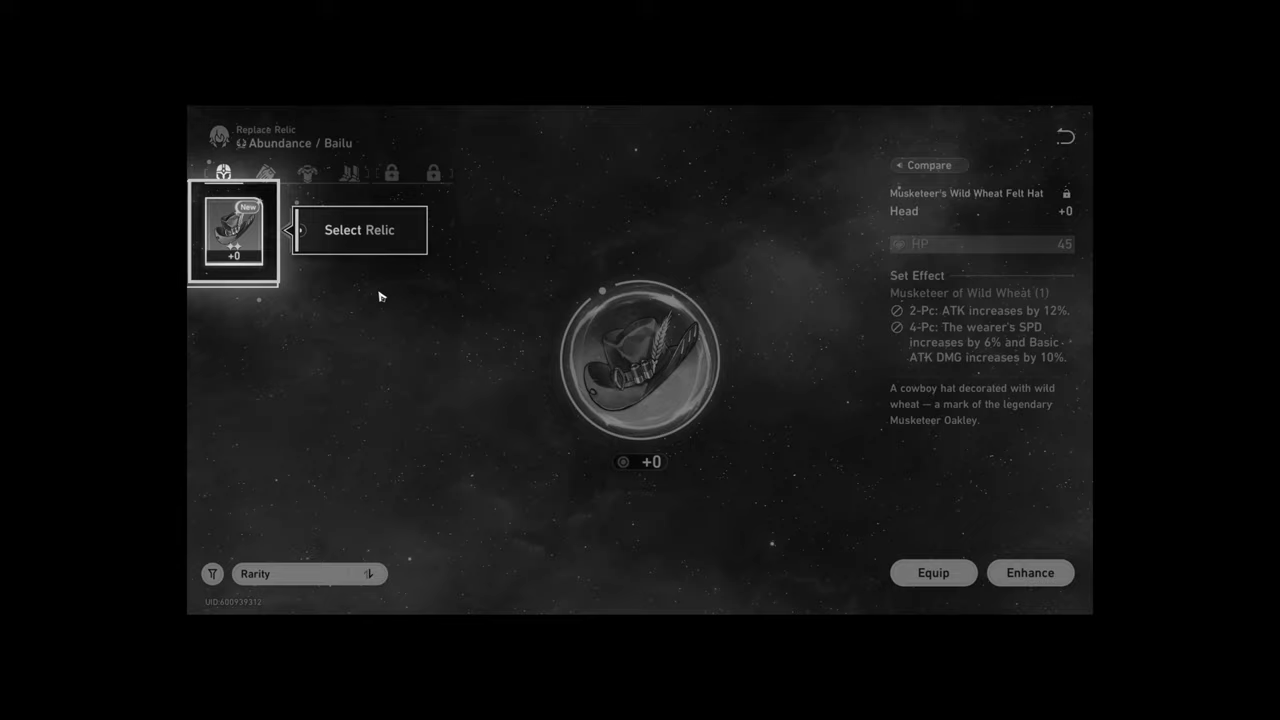 Replace Relic
Abundance / Bailu
New
+0
Select Relic
Compare
Musketeer's Wild Wheat Felt Hat
Head +0
HP 45
Set Effect
Musketeer of Wild Wheat (1)
2-Pc: ATK increases by 12%.
4-Pc: The wearer's SPD
increases by 6% and Basic
ATK DMG increases by 10%.
A cowboy hat decorated with wild
wheat — a mark of the legendary
Musketeer Oakley.
+0
Rarity
Equip
Enhance
UID:600939312